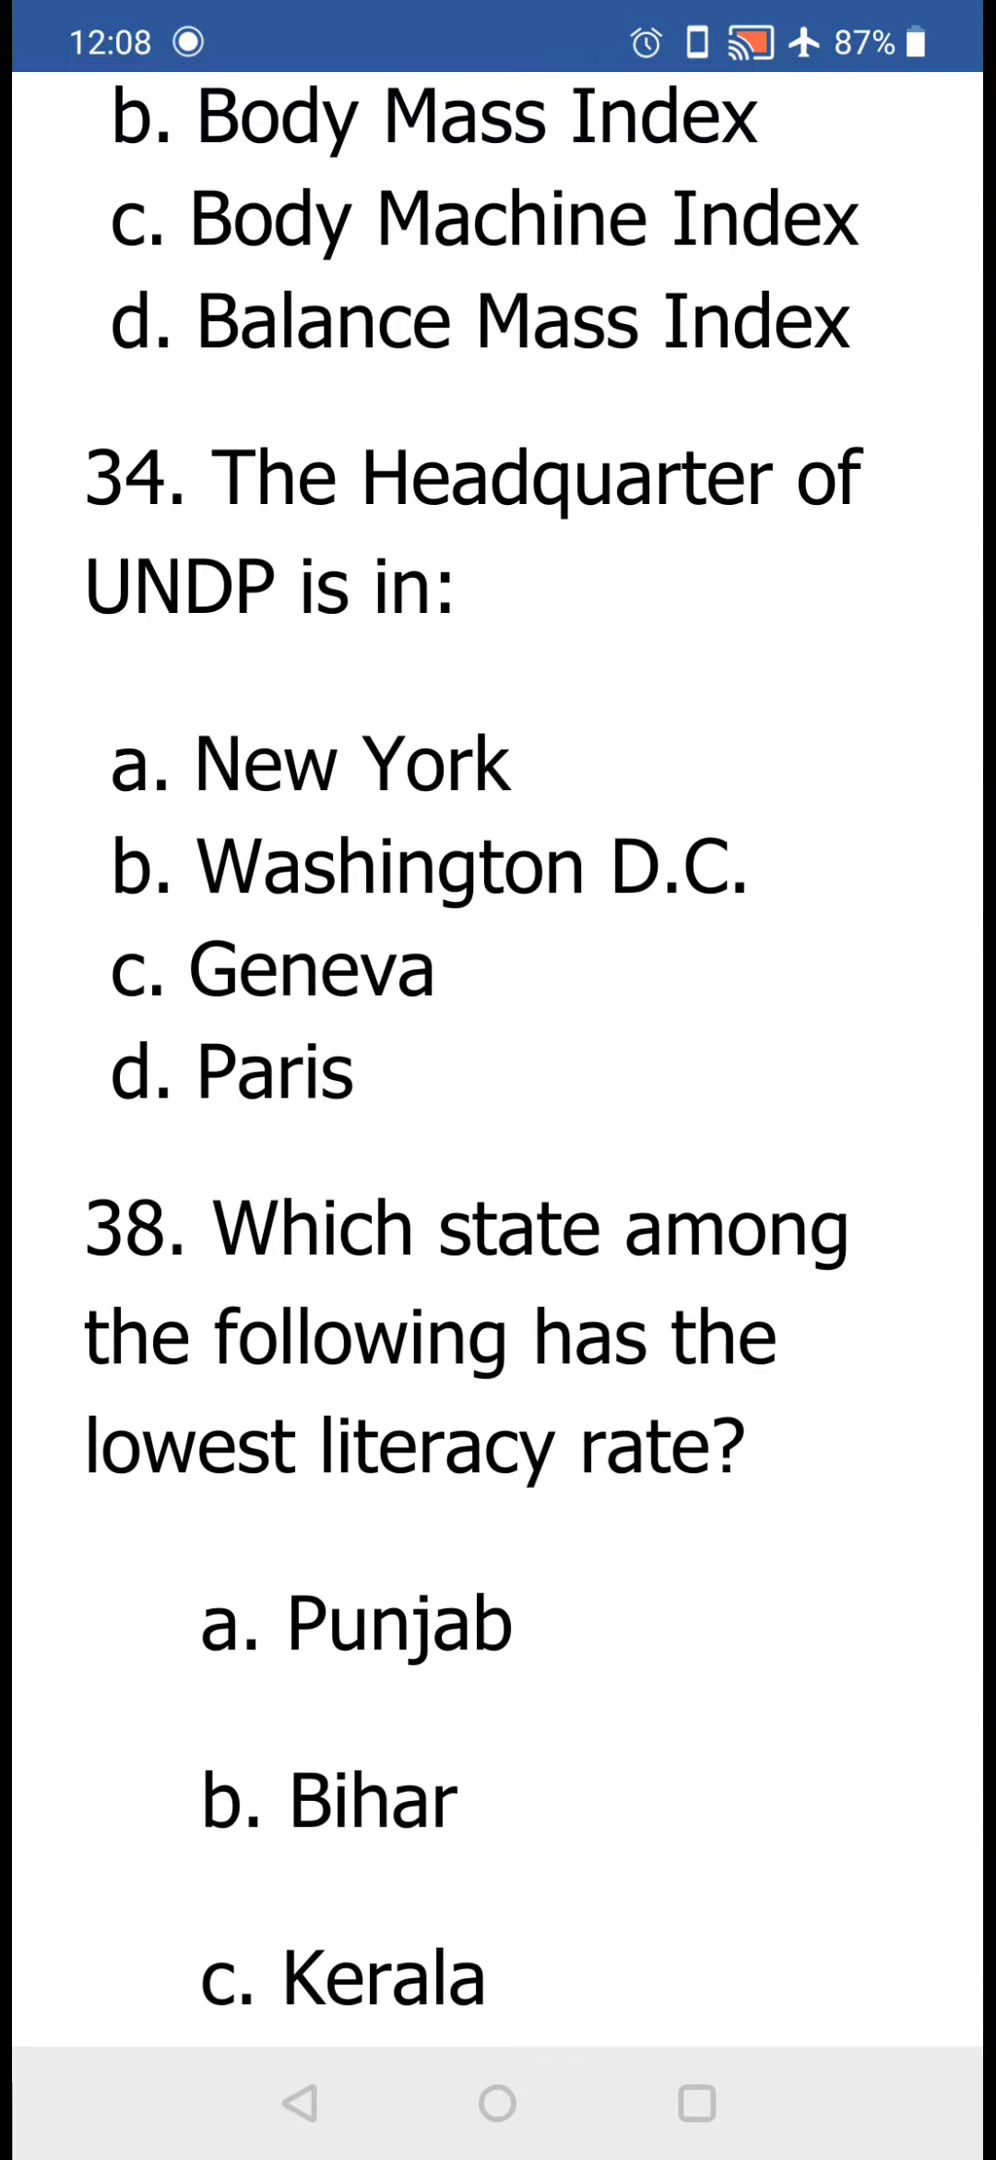 12:08 87%
b. Body Mass Index
c. Body Machine Index
d. Balance Mass Index
34. The Headquarter of
UNDP is in:
a. New York
b. Washington D.C.
c. Geneva
d. Paris
38. Which state among
the following has the
lowest literacy rate?
a. Punjab
b. Bihar
c. Kerala